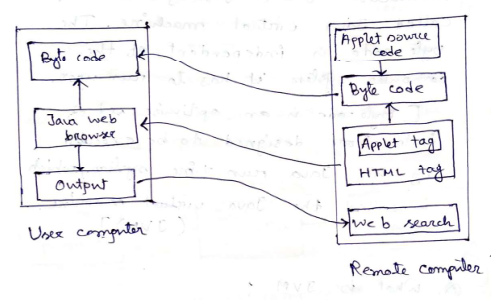 Byte code
Java web
browser
Output
User computer
Applet source
code
Byte code
Applet tag
HTML tag
Web search
Remote computer